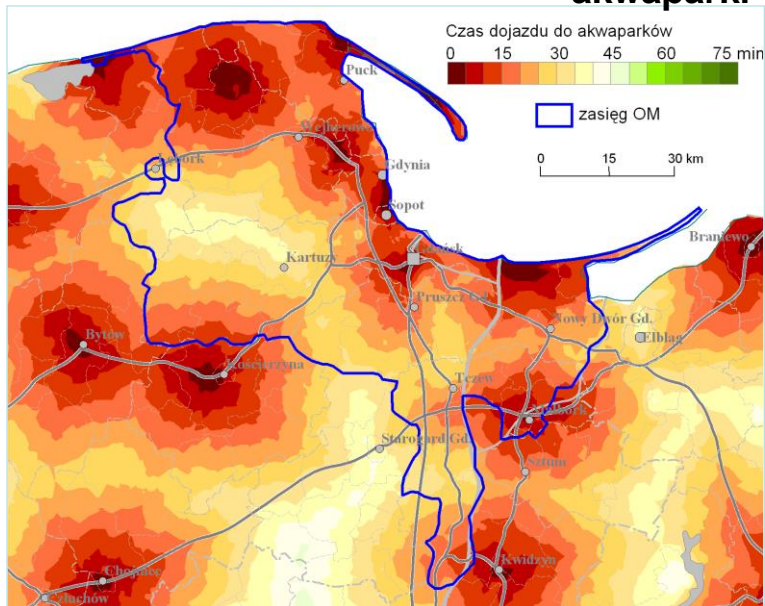 akwaparki
Czas dojazdu do akwaparków
0 15 30 45 60 75 min
zasięg OM
0 15 30 km
Puck
Wejherowo
Lębork
Gdynia
Sopot
Gdańsk
Braniewo
Kartuzy
Pruszcz Gd.
Nowy Dwór Gd.
Elbląg
Bytów
Kościerzyna
Tczew
Malbork
Starogard Gd.
Sztum
Kwidzyn
Chojnice
Człuchów